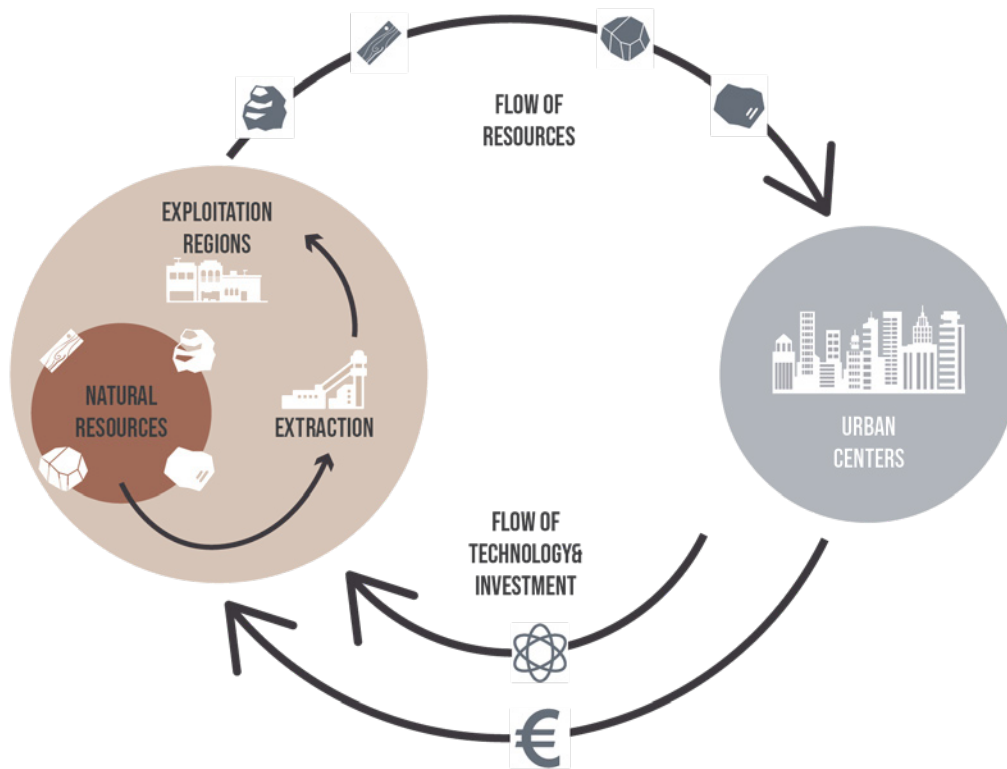 FLOW OF
RESOURCES
EXPLOITATION
REGIONS
NATURAL
RESOURCES
EXTRACTION
URBAN
CENTERS
FLOW OF
TECHNOLOGY&
INVESTMENT
€